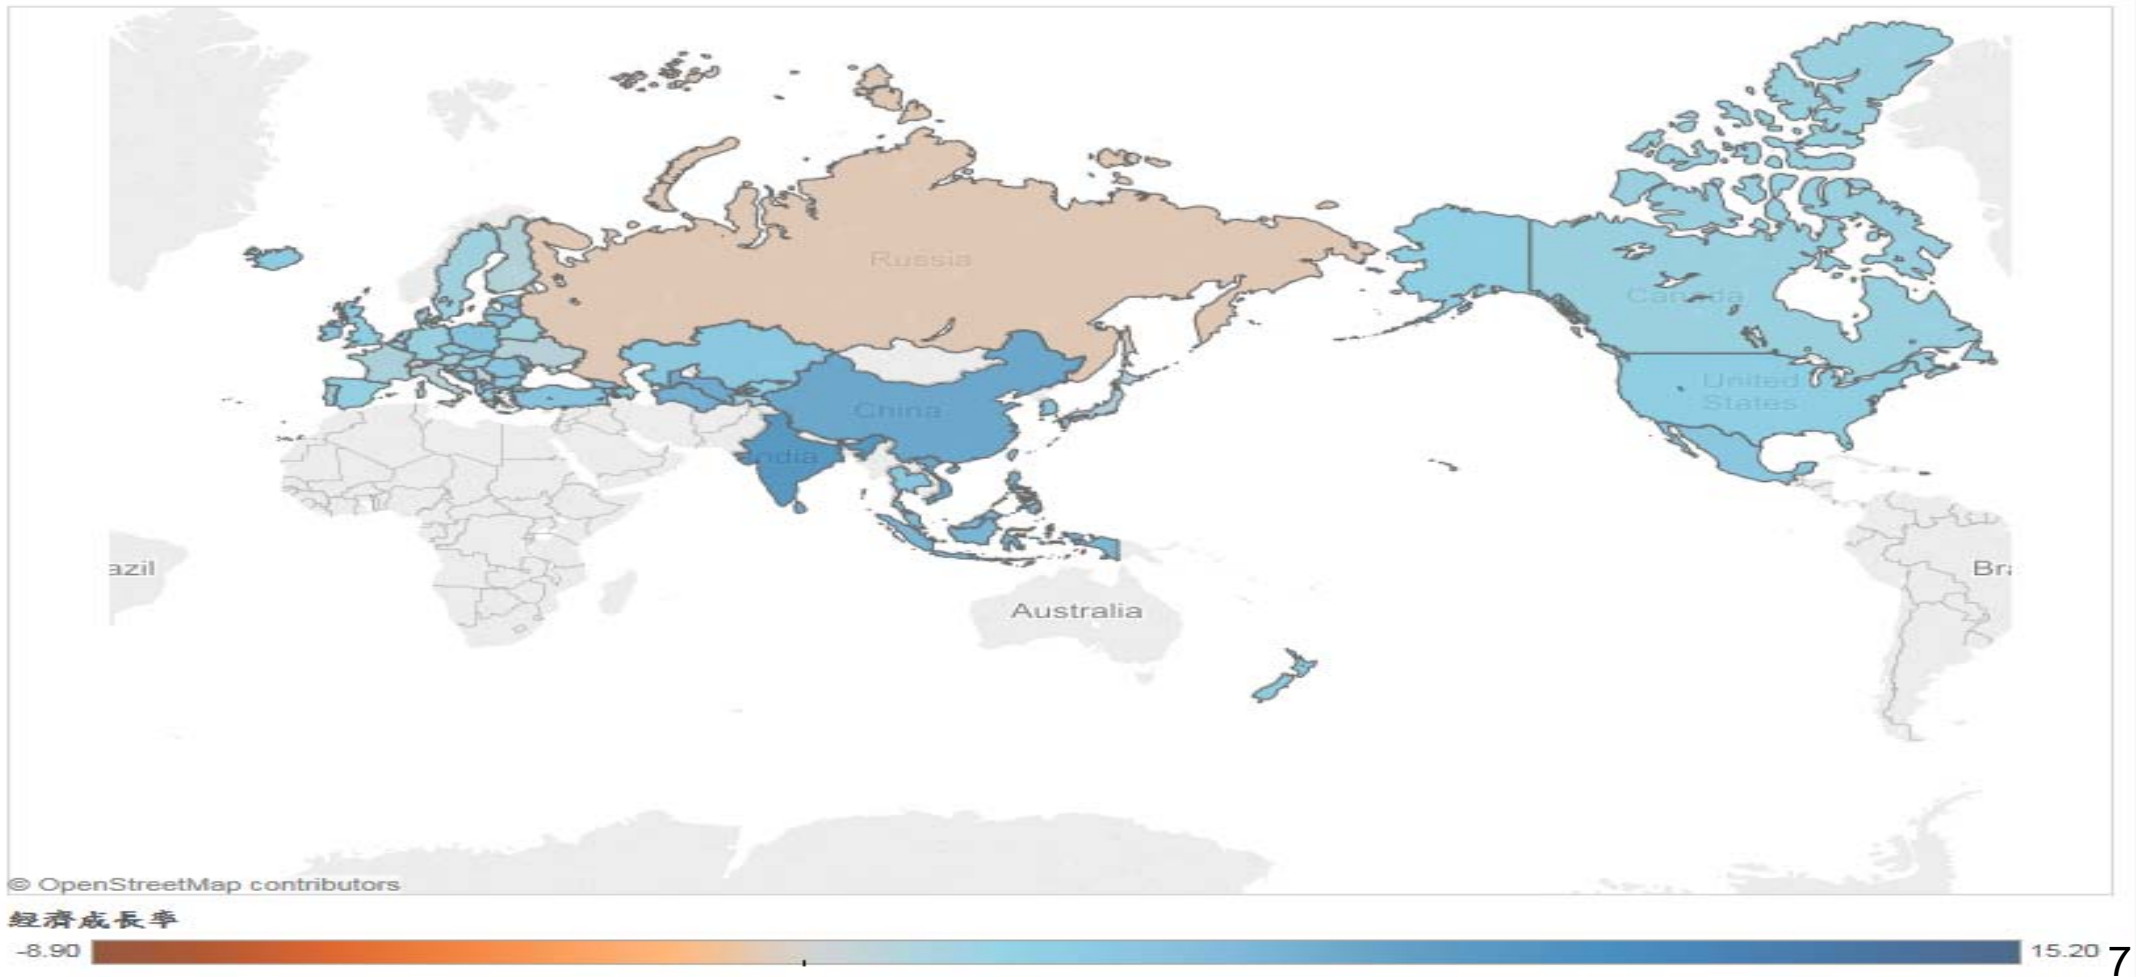 Russia
Canada
United
States
China
India
azil
Australia
Bra
© OpenStreetMap contributors
經濟成長率
-8.90
15.20
7